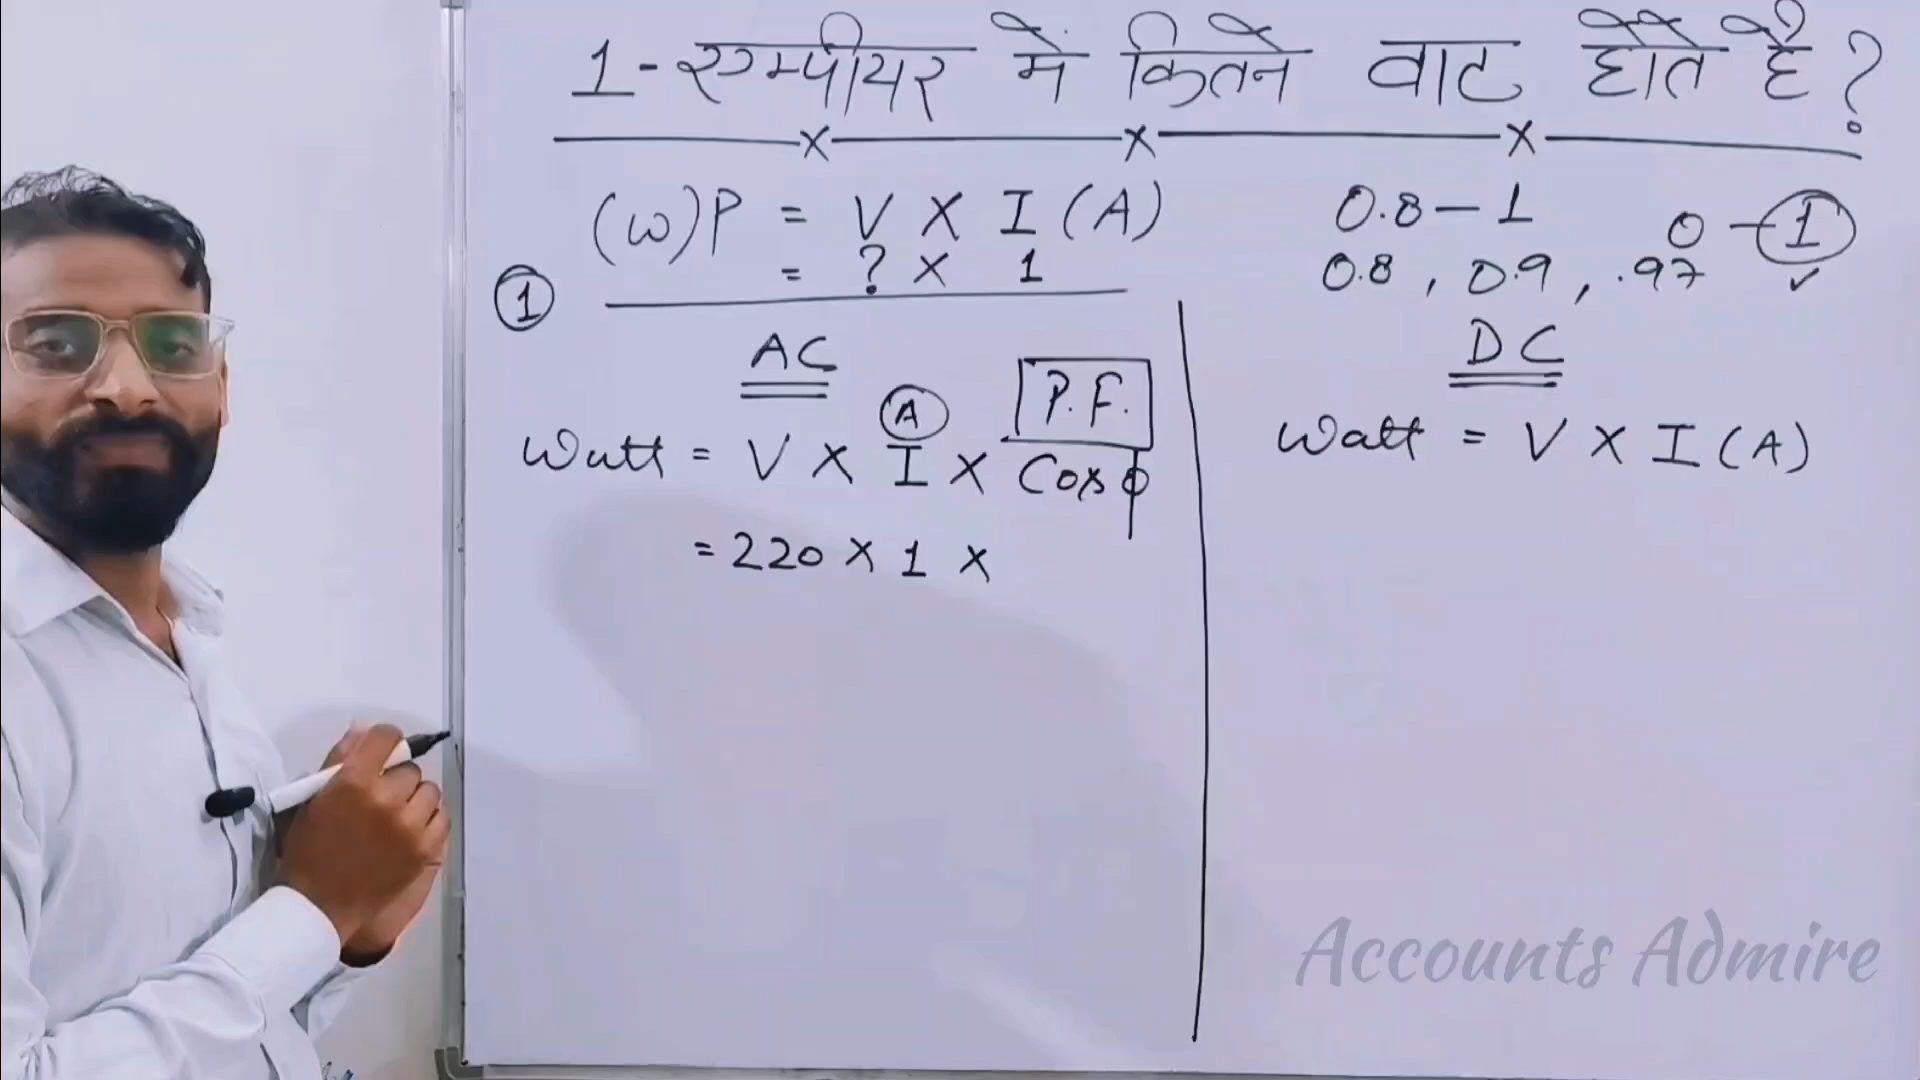 1-एम्पीयर में कितने वाट होते है ?
(W)P = V X I (A)
= ? X 1
0.8 – 1
0 – 1 ✓
0.8 , 0.9 , .97
1
AC
Watt = V X I X Cosϕ
A
P.F.
= 220 X 1 X
DC
Watt = V X I (A)
Accounts Admire